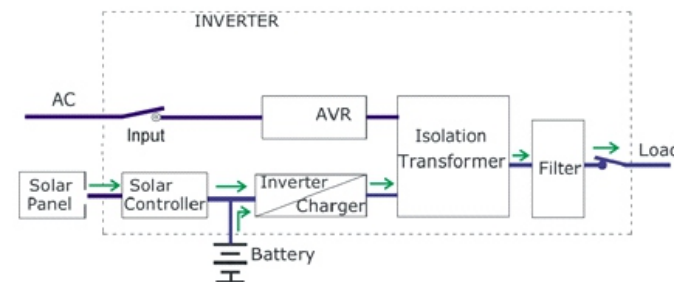 INVERTER
AC
Input
AVR
Isolation
Transformer
Filter
Load
Solar
Panel
Solar
Controller
Inverter
Charger
Battery